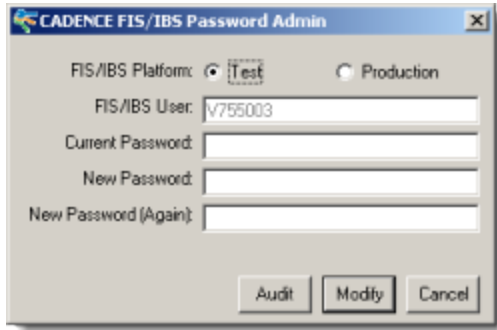 CADENCE FIS/IBS Password Admin
FIS/IBS Platform: Test Production
FIS/IBS User: V755003
Current Password:
New Password:
New Password (Again):
Audit Modify Cancel